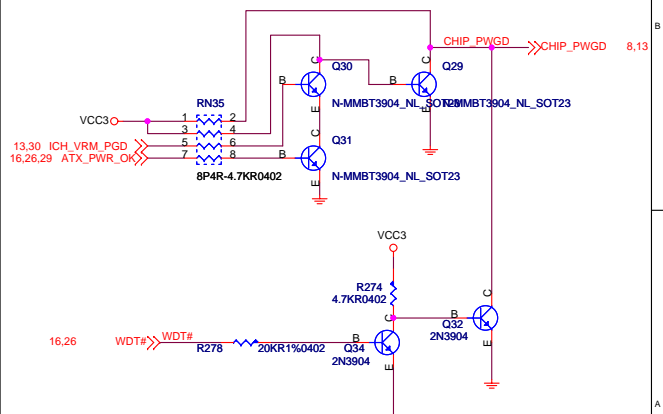 CHIP_PWGD
CHIP_PWGD 8,13
B
C
Q30
C
Q29
B
B
RN35
N-MMBT3904_NL_SOT23
N-MMBT3904_NL_SOT23
E
E
VCC3
1 2
3 4
C
Q31
13,30 ICH_VRM_PGD
5 6
16,26,29 ATX_PWR_OK
7 8
B
8P4R-4.7KR0402
E
N-MMBT3904_NL_SOT23
VCC3
R274
4.7KR0402
C
C
B
Q32
2N3904
16,26
WDT#
WDT#
R278
20KR1%0402
B
Q34
2N3904
E
E
A